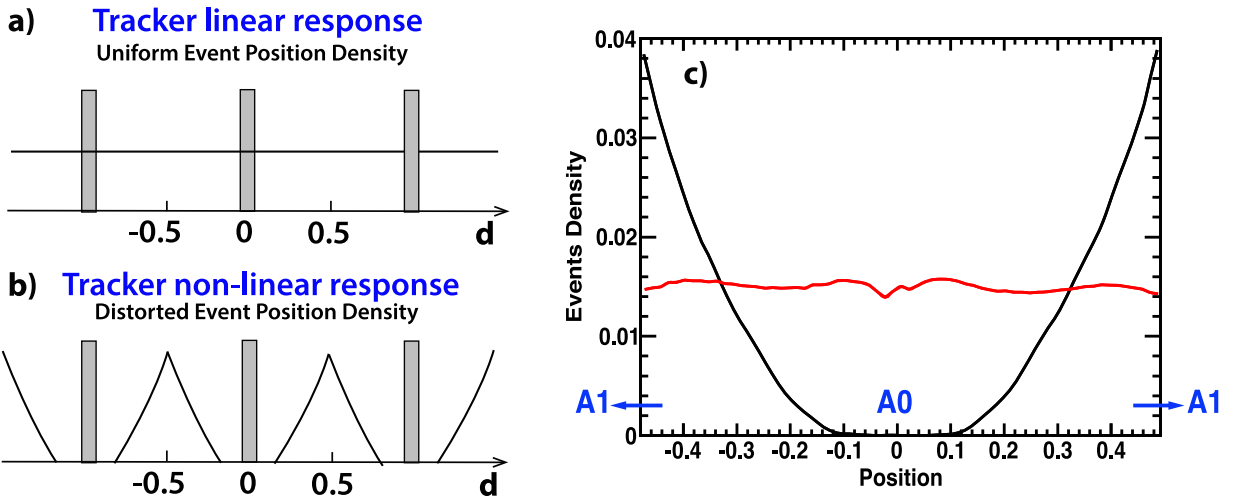 a)
Tracker linear response
Uniform Event Position Density
-0.5 0 0.5 d
b)
Tracker non-linear response
Distorted Event Position Density
-0.5 0 0.5 d
c)
Events Density
0.04
0.03
0.02
0.01
0
A1 A0 A1
-0.4 -0.3 -0.2 -0.1 0 0.1 0.2 0.3 0.4
Position